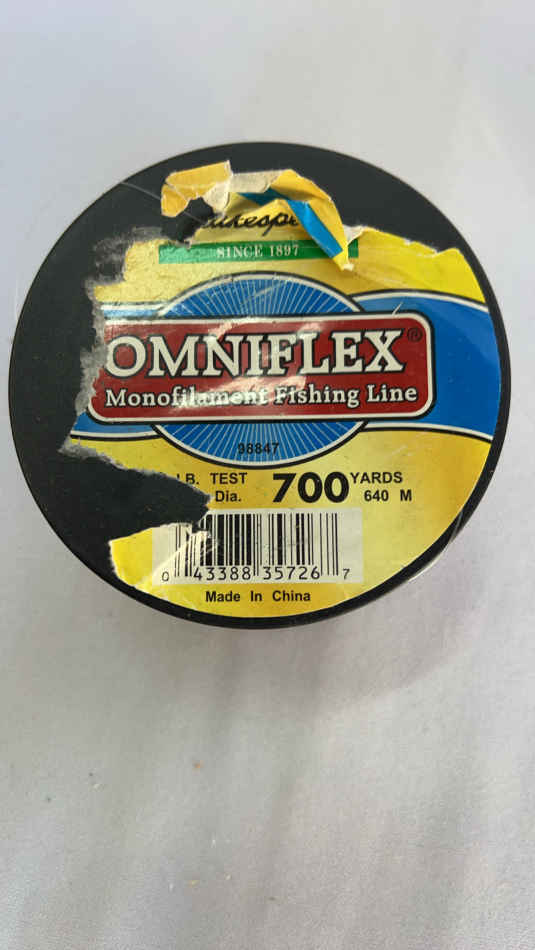 SINCE 1897
OMNIFLEX®
Monofilament Fishing Line
98847
LB. TEST 700 YARDS
Dia. 640 M
0 43388 35726 7
Made In China